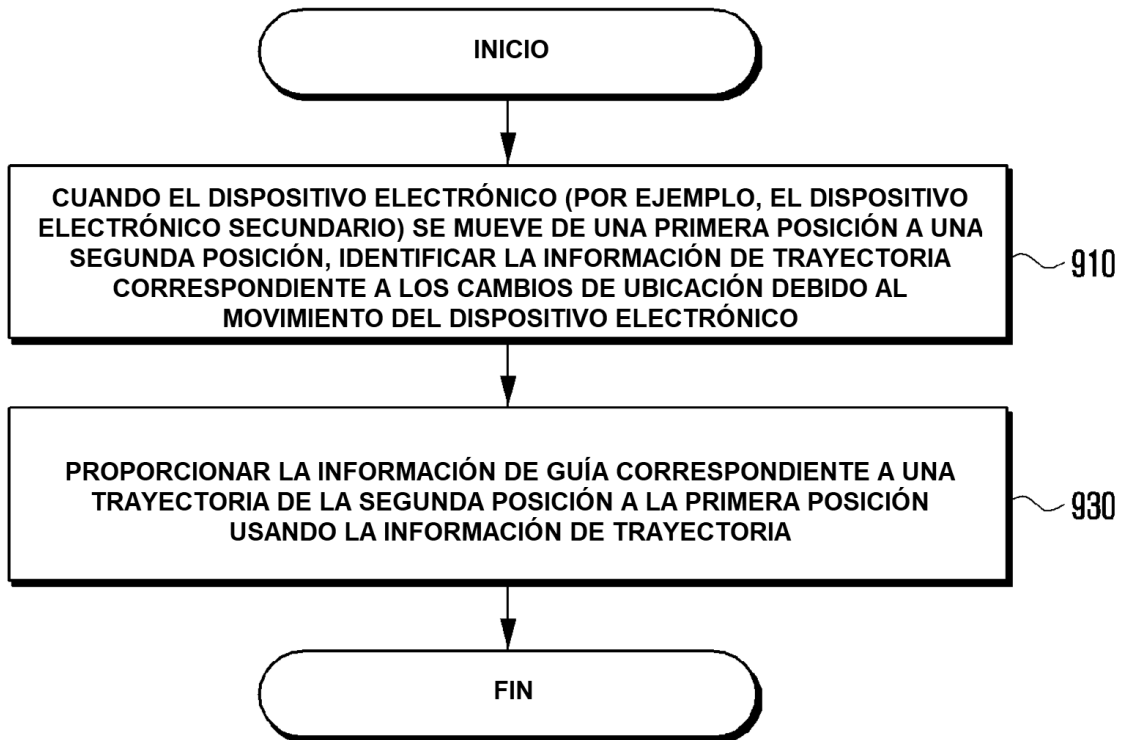 INICIO
CUANDO EL DISPOSITIVO ELECTRÓNICO (POR EJEMPLO, EL DISPOSITIVO
ELECTRÓNICO SECUNDARIO) SE MUEVE DE UNA PRIMERA POSICIÓN A UNA
SEGUNDA POSICIÓN, IDENTIFICAR LA INFORMACIÓN DE TRAYECTORIA
CORRESPONDIENTE A LOS CAMBIOS DE UBICACIÓN DEBIDO AL
MOVIMIENTO DEL DISPOSITIVO ELECTRÓNICO
910
PROPORCIONAR LA INFORMACIÓN DE GUÍA CORRESPONDIENTE A UNA
TRAYECTORIA DE LA SEGUNDA POSICIÓN A LA PRIMERA POSICIÓN
USANDO LA INFORMACIÓN DE TRAYECTORIA
930
FIN